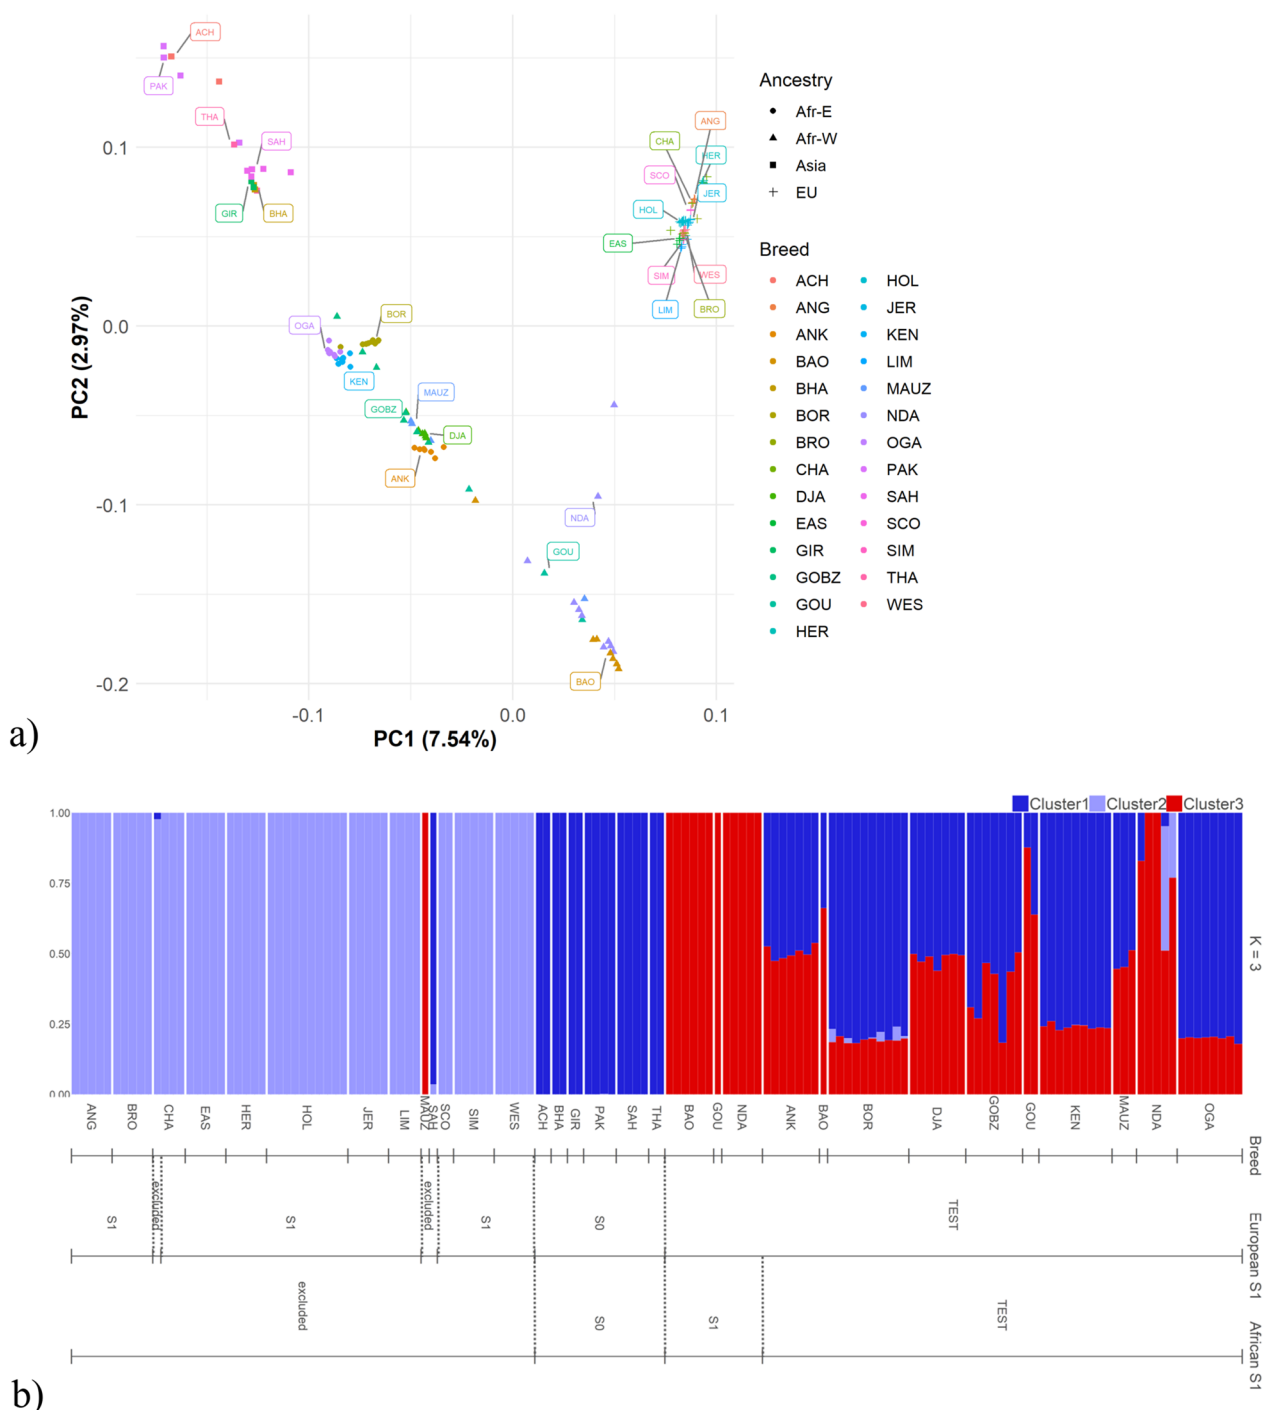 ACH
PAK
THA
SAH
GIR
BHA
ANG
CHA
HER
SCO
JER
HOL
EAS
SIM
WES
LIM
BRO
OGA
BOR
KEN
MAUZ
GOBZ
DJA
ANK
NDA
GOU
BAO
0.1
0.0
-0.1
-0.2
PC2 (2.97%)
-0.1 0.0 0.1
PC1 (7.54%)
Ancestry
Afr-E
Afr-W
Asia
EU
Breed
ACH HOL
ANG JER
ANK KEN
BAO LIM
BHA MAUZ
BOR NDA
BRO OGA
CHA PAK
DJA SAH
EAS SCO
GIR SIM
GOBZ THA
GOU WES
HER
a)
Cluster1 Cluster2 Cluster3
1.00
0.75
0.50
0.25
0.00
K = 3
ANG BRO CHA EAS HER HOL JER LIM MAUZ SAH SCO SIM WES ACH BHA GIR PAK SAH THA BAO GOU NDA ANK BAO BOR DJA GOBZ GOU KEN MAUZ NDA OGA
Breed
S1 excluded S1 excluded S1 S0 TEST
European S1
excluded S0 S1 TEST
African S1
b)